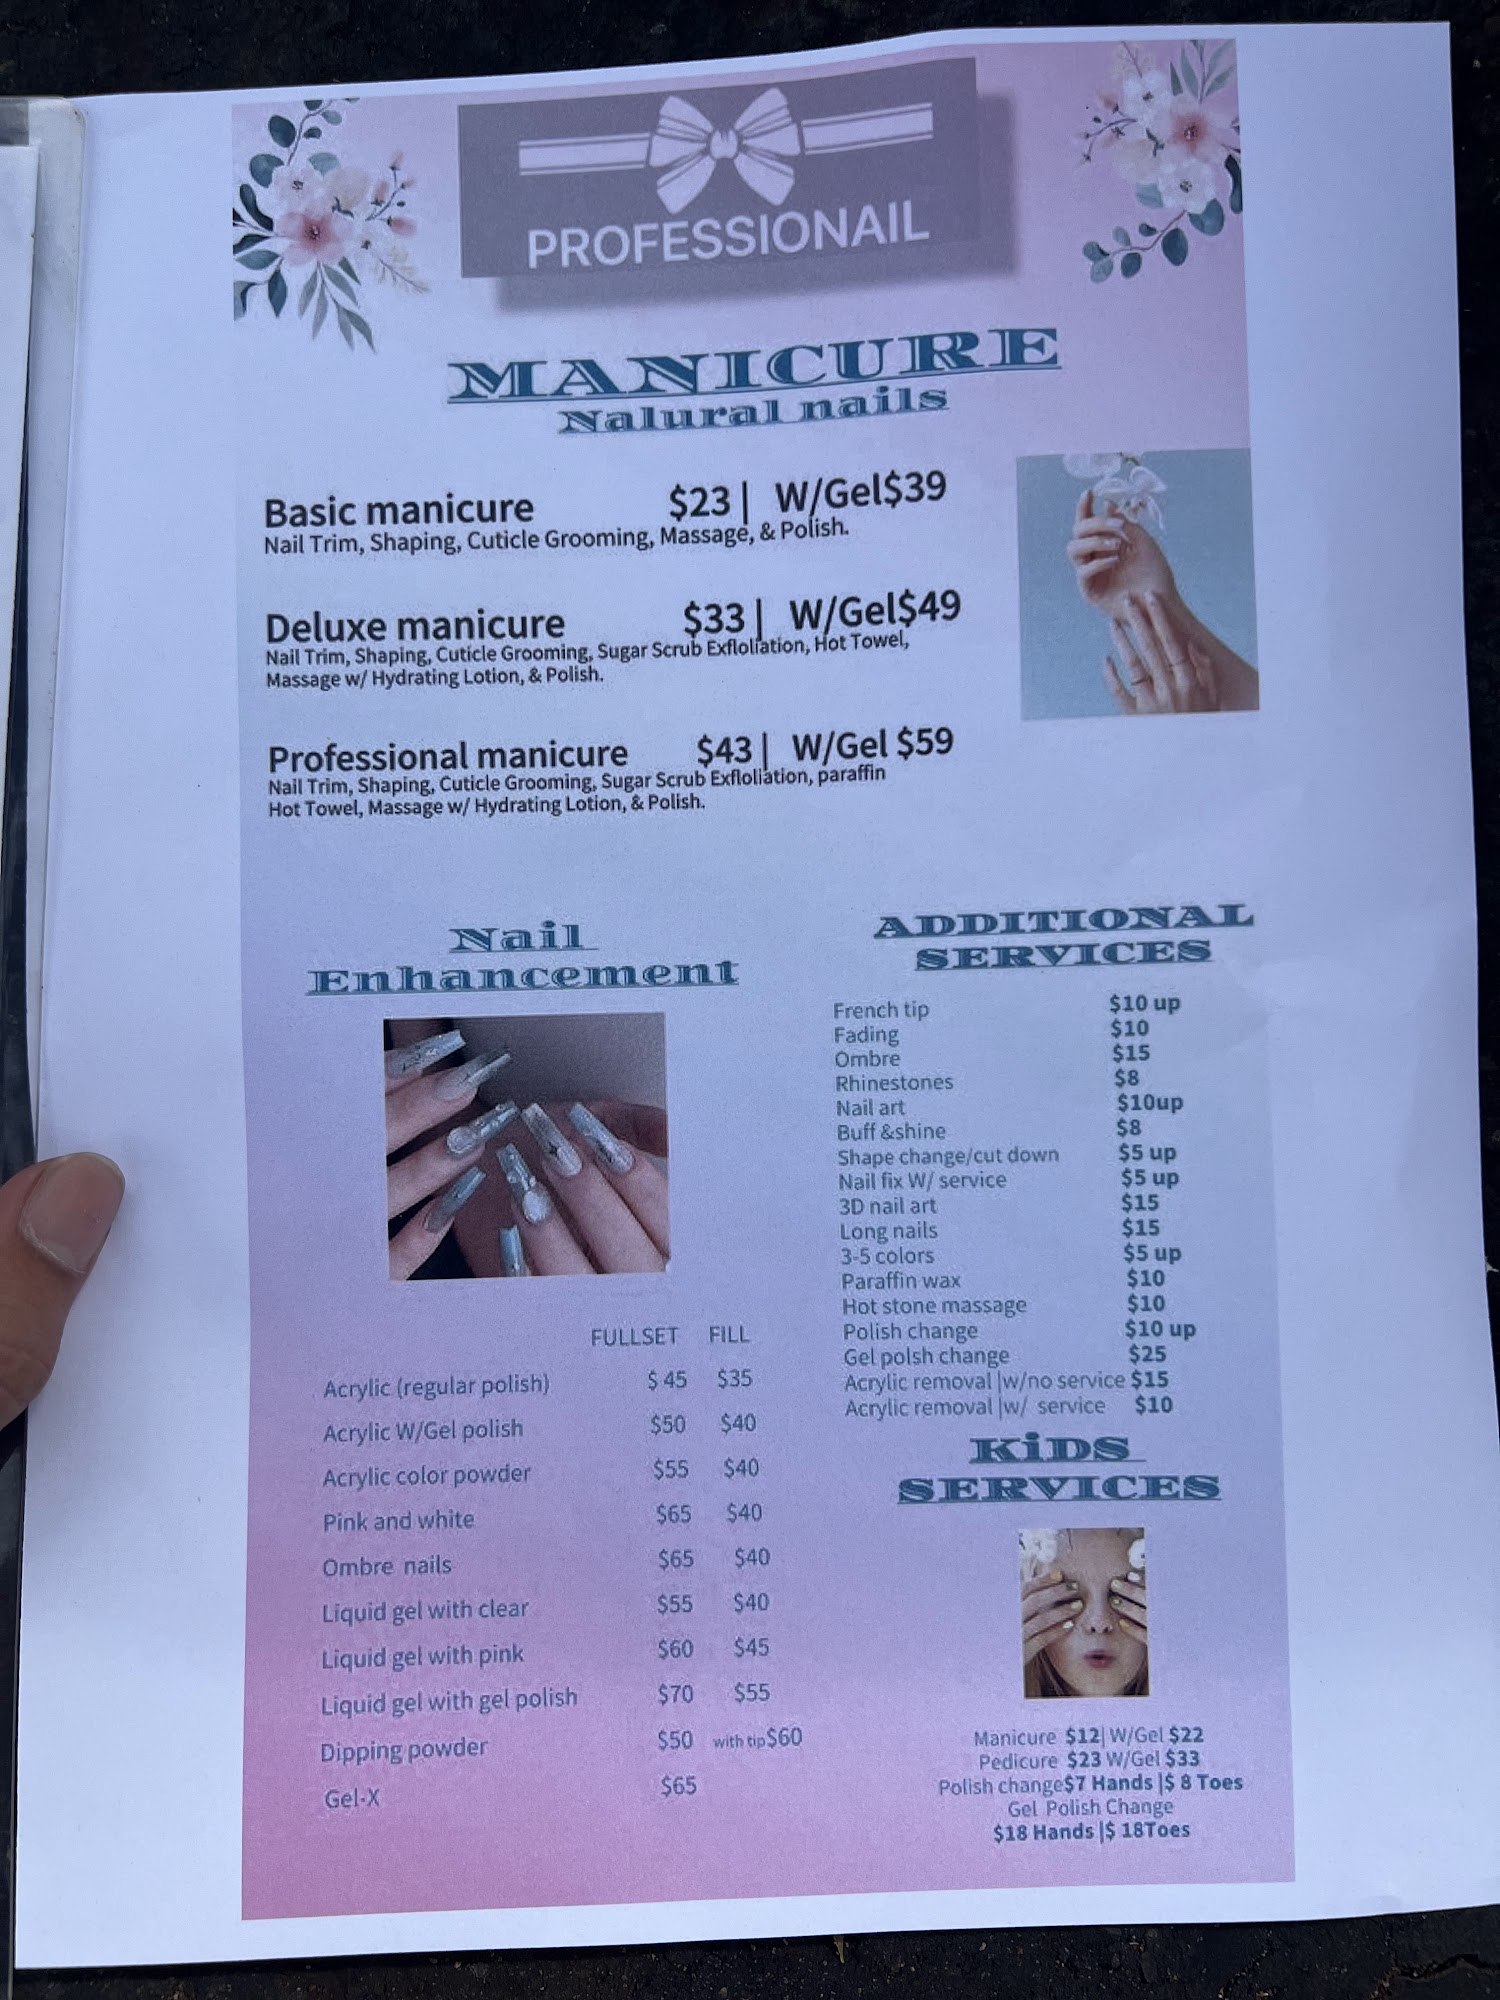 PROFESSIONAIL
MANICURE
Nalural nails
Basic manicure $23 | W/Gel$39
Nail Trim, Shaping, Cuticle Grooming, Massage, & Polish.
Deluxe manicure $33 | W/Gel$49
Nail Trim, Shaping, Cuticle Grooming, Sugar Scrub Exfloliation, Hot Towel,
Massage w/ Hydrating Lotion, & Polish.
Professional manicure $43 | W/Gel $59
Nail Trim, Shaping, Cuticle Grooming, Sugar Scrub Exfloliation, paraffin
Hot Towel, Massage w/ Hydrating Lotion, & Polish.
Nail
Enhancement
FULLSET FILL
Acrylic (regular polish) $ 45 $35
Acrylic W/Gel polish $50 $40
Acrylic color powder $55 $40
Pink and white $65 $40
Ombre nails $65 $40
Liquid gel with clear $55 $40
Liquid gel with pink $60 $45
Liquid gel with gel polish $70 $55
Dipping powder $50 with tip$60
Gel-X $65
ADDITIONAL
SERVICES
French tip $10 up
Fading $10
Ombre $15
Rhinestones $8
Nail art $10up
Buff &shine $8
Shape change/cut down $5 up
Nail fix W/ service $5 up
3D nail art $15
Long nails $15
3-5 colors $5 up
Paraffin wax $10
Hot stone massage $10
Polish change $10 up
Gel polsh change $25
Acrylic removal |w/no service $15
Acrylic removal |w/ service $10
KiDS
SERVICES
Manicure $12| W/Gel $22
Pedicure $23 W/Gel $33
Polish change$7 Hands |$ 8 Toes
Gel Polish Change
$18 Hands |$ 18Toes